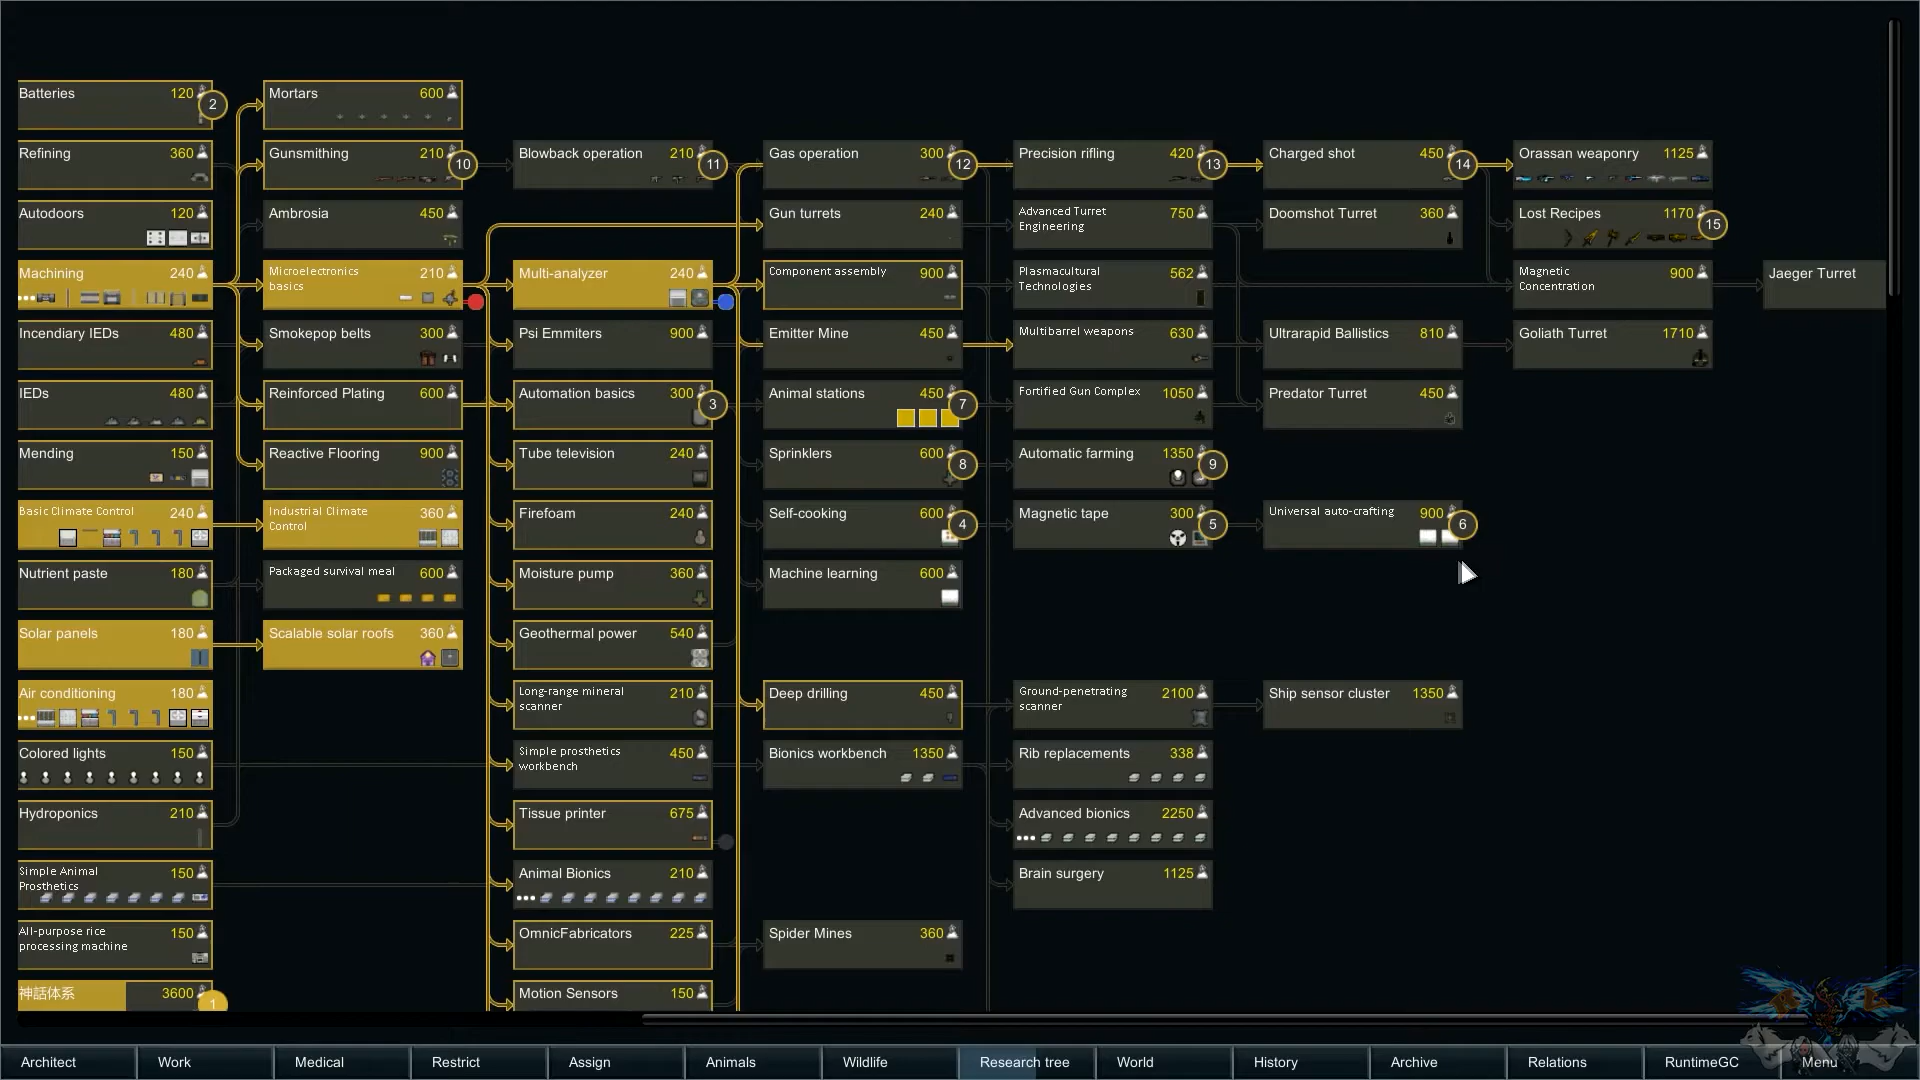 Batteries 120 2
Mortars 600
Refining 360
Gunsmithing 210 10
Blowback operation 210 11
Gas operation 300 12
Precision rifling 420 13
Charged shot 450 14
Orassan weaponry 1125
Autodoors 120
Ambrosia 450
Gun turrets 240
Advanced Turret
Engineering 750
Doomshot Turret 360
Lost Recipes 1170 15
Machining 240
Microelectronics
basics 210
Multi-analyzer 240
Component assembly 900
Plasmacultural
Technologies 562
Magnetic
Concentration 900
Jaeger Turret
Incendiary IEDs 480
Smokepop belts 300
Psi Emmiters 900
Emitter Mine 450
Multibarrel weapons 630
Ultrarapid Ballistics 810
Goliath Turret 1710
IEDs 480
Reinforced Plating 600
Automation basics 300 3
Animal stations 450 7
Fortified Gun Complex 1050
Predator Turret 450
Mending 150
Reactive Flooring 900
Tube television 240
Sprinklers 600 8
Automatic farming 1350 9
Basic Climate Control 240
Industrial Climate
Control 360
Firefoam 240
Self-cooking 600 4
Magnetic tape 300 5
Universal auto-crafting 900 6
Nutrient paste 180
Packaged survival meal 600
Moisture pump 360
Machine learning 600
Solar panels 180
Scalable solar roofs 360
Geothermal power 540
Air conditioning 180
Long-range mineral
scanner 210
Deep drilling 450
Ground-penetrating
scanner 2100
Ship sensor cluster 1350
Colored lights 150
Simple prosthetics
workbench 450
Bionics workbench 1350
Rib replacements 338
Hydroponics 210
Tissue printer 675
Advanced bionics 2250
Simple Animal
Prosthetics 150
Animal Bionics 210
Brain surgery 1125
All-purpose rice
processing machine 150
OmnicFabricators 225
Spider Mines 360
神話体系 3600 1
Motion Sensors 150
Architect Work Medical Restrict Assign Animals Wildlife Research tree World History Archive Relations RuntimeGC Menu